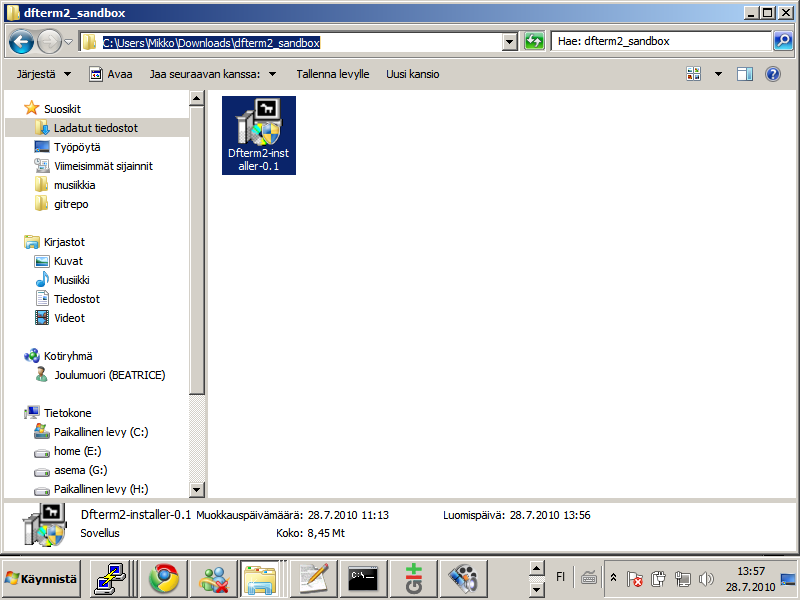 dfterm2_sandbox
C:\Users\Mikko\Downloads\dfterm2_sandbox
Hae: dfterm2_sandbox
Järjestä
Avaa
Jaa seuraavan kanssa:
Tallenna levylle
Uusi kansio
Suosikit
Ladatut tiedostot
Työpöytä
Viimeisimmät sijainnit
musiikkia
gitrepo
Kirjastot
Kuvat
Musiikki
Tiedostot
Videot
Kotiryhmä
Joulumuori (BEATRICE)
Tietokone
Paikallinen levy (C:)
home (E:)
asema (G:)
Paikallinen levy (H:)
Dfterm2-inst
aller-0.1
Dfterm2-installer-0.1 Muokkauspäivämäärä: 28.7.2010 11:13 Luomispäivä: 28.7.2010 13:56
Sovellus Koko: 8,45 Mt
Käynnistä
C:\_
Git
FI
13:57
28.7.2010